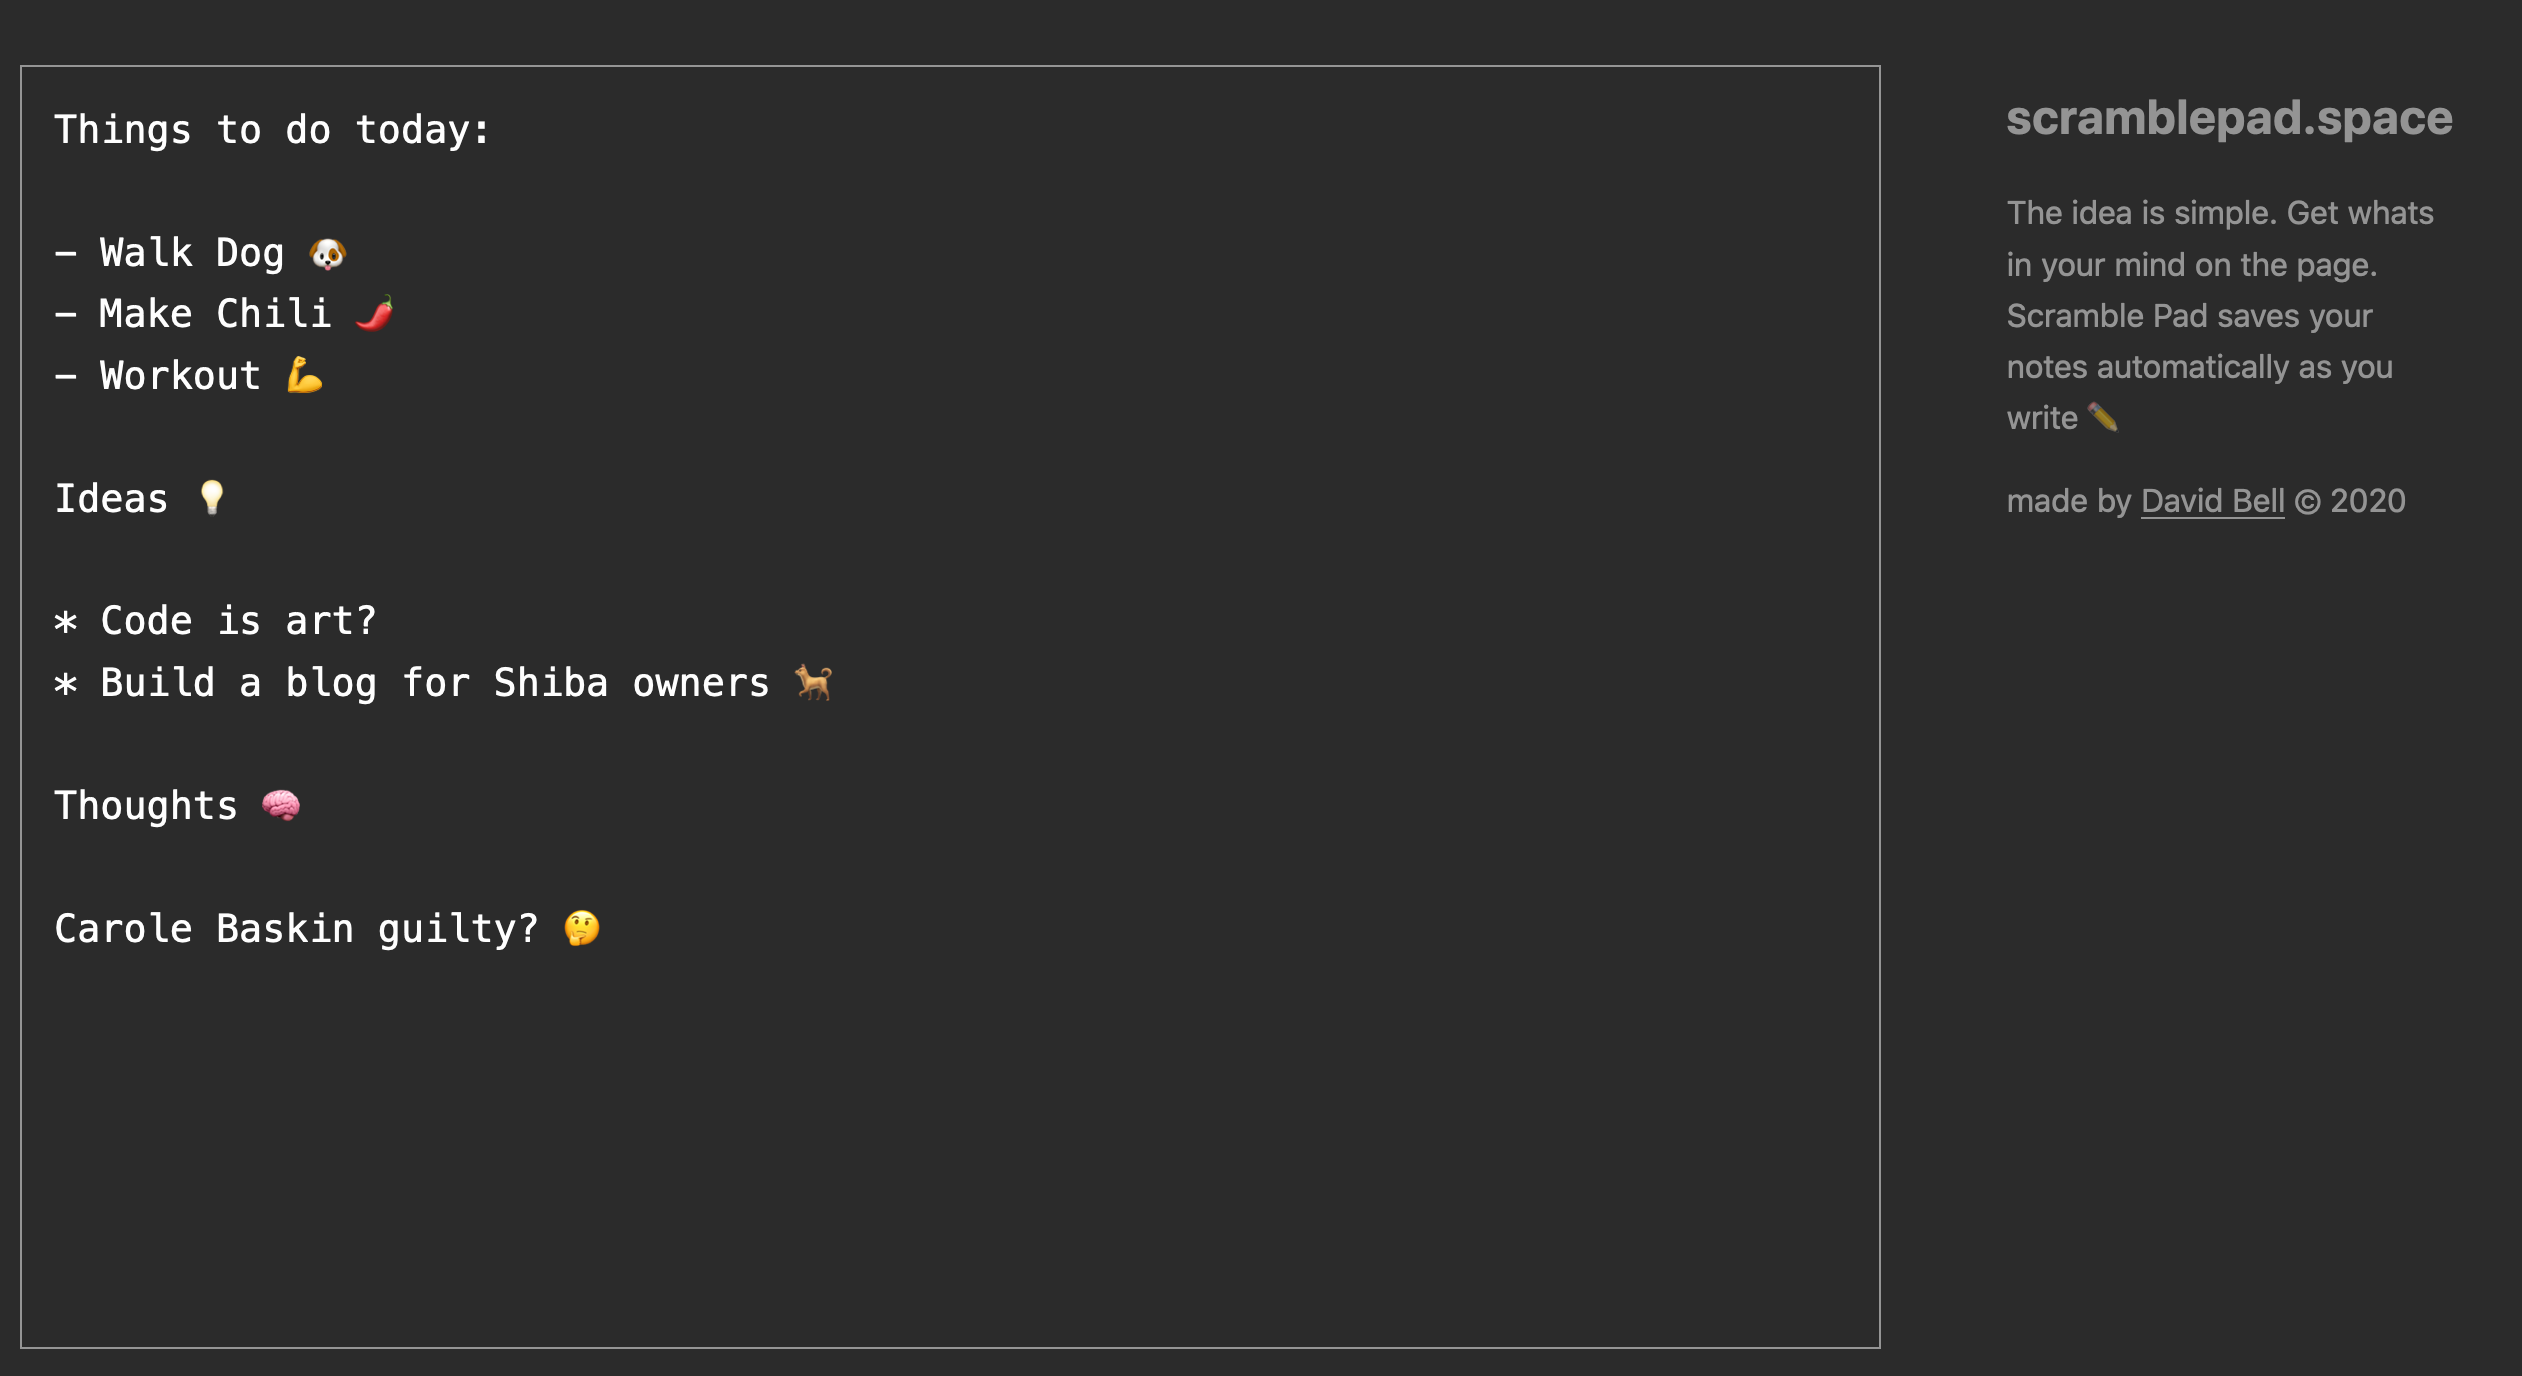 Things to do today:
– Walk Dog 🐶
– Make Chili 🌶️
– Workout 💪
Ideas 💡
* Code is art?
* Build a blog for Shiba owners 🐕
Thoughts 🧠
Carole Baskin guilty? 🤔
scramblepad.space
The idea is simple. Get whats
in your mind on the page.
Scramble Pad saves your
notes automatically as you
write ✏️
made by David Bell © 2020